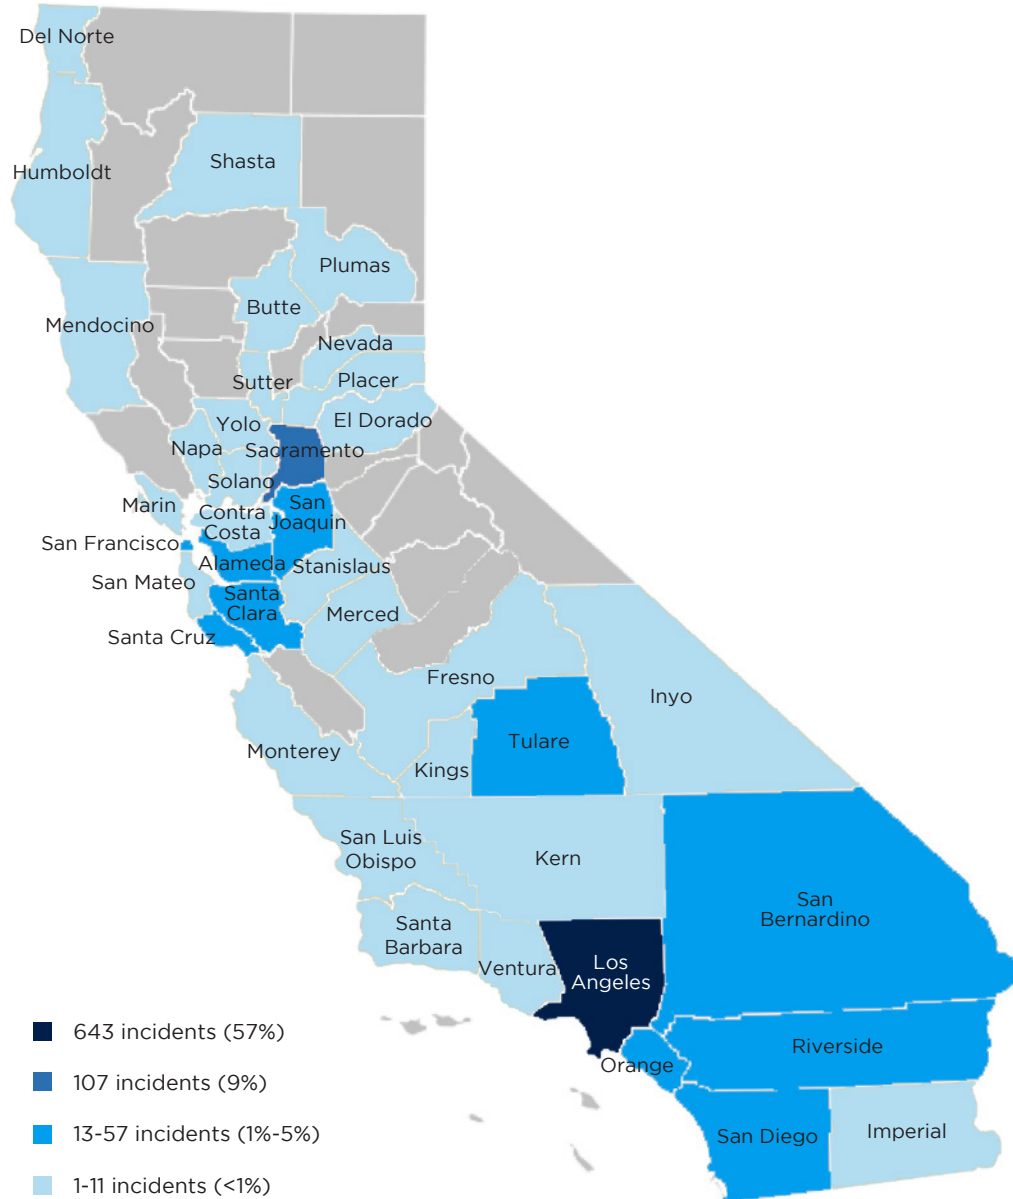 Del Norte
Humboldt
Shasta
Plumas
Mendocino
Butte
Nevada
Sutter
Placer
El Dorado
Yolo
Napa
Sacramento
Solano
Marin
Contra
Costa
San
Joaquin
San Francisco
Alameda
Stanislaus
San Mateo
Santa
Clara
Merced
Santa Cruz
Fresno
Inyo
Monterey
Kings
Tulare
San Luis
Obispo
Kern
San
Bernardino
Santa
Barbara
Ventura
Los
Angeles
Orange
Riverside
San Diego
Imperial
643 incidents (57%)
107 incidents (9%)
13-57 incidents (1%-5%)
1-11 incidents (<1%)